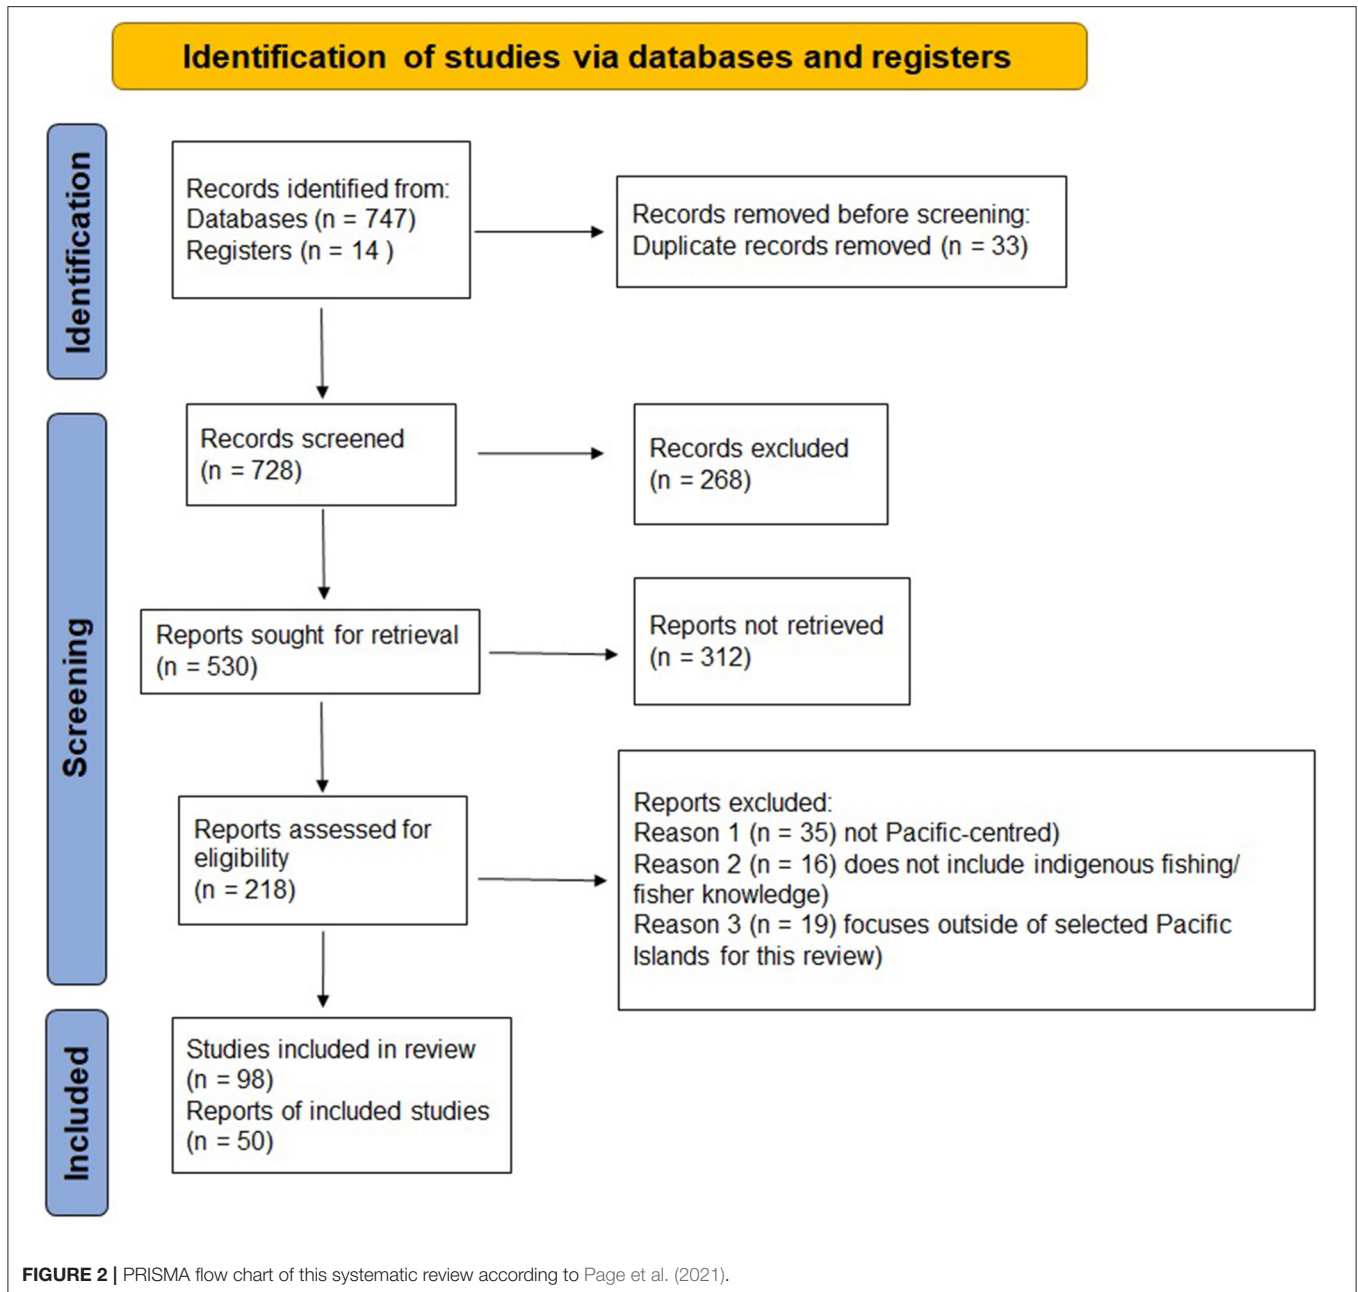 Identification of studies via databases and registers
Identification
Records identified from:
Databases (n = 747)
Registers (n = 14 )
Records removed before screening:
Duplicate records removed (n = 33)
Screening
Records screened
(n = 728)
Records excluded
(n = 268)
Reports sought for retrieval
(n = 530)
Reports not retrieved
(n = 312)
Reports assessed for
eligibility
(n = 218)
Reports excluded:
Reason 1 (n = 35) not Pacific-centred)
Reason 2 (n = 16) does not include indigenous fishing/
fisher knowledge)
Reason 3 (n = 19) focuses outside of selected Pacific
Islands for this review)
Included
Studies included in review
(n = 98)
Reports of included studies
(n = 50)
FIGURE 2 | PRISMA flow chart of this systematic review according to Page et al. (2021).